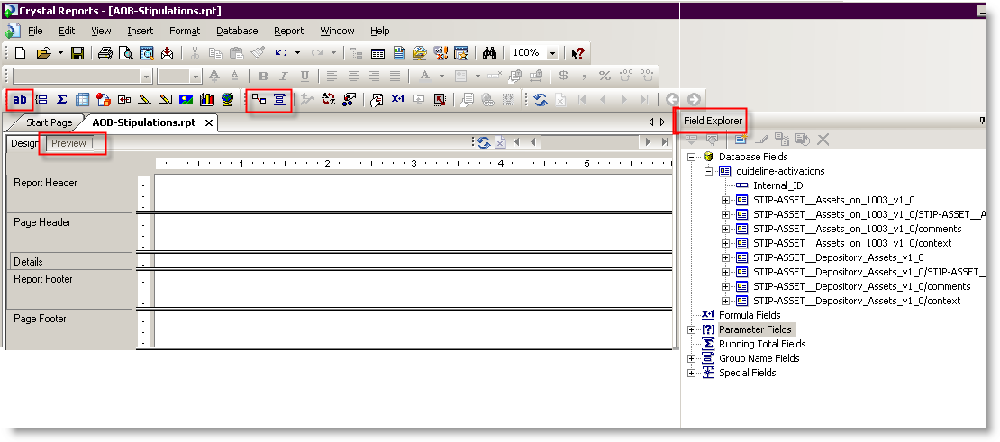 Crystal Reports - [AOB-Stipulations.rpt]
File Edit View Insert Format Database Report Window Help
100%
B I U A $ , %
ab Σ X+1
Start Page AOB-Stipulations.rpt Field Explorer
Design Preview
1 2 3 4 5
Report Header
Page Header
Details
Report Footer
Page Footer
Database Fields
guideline-activations
Internal_ID
STIP-ASSET__Assets_on_1003_v1_0
STIP-ASSET__Assets_on_1003_v1_0/STIP-ASSET__A
STIP-ASSET__Assets_on_1003_v1_0/comments
STIP-ASSET__Assets_on_1003_v1_0/context
STIP-ASSET__Depository_Assets_v1_0
STIP-ASSET__Depository_Assets_v1_0/STIP-ASSET_
STIP-ASSET__Depository_Assets_v1_0/comments
STIP-ASSET__Depository_Assets_v1_0/context
X+1 Formula Fields
[?] Parameter Fields
Σ Running Total Fields
Group Name Fields
Special Fields